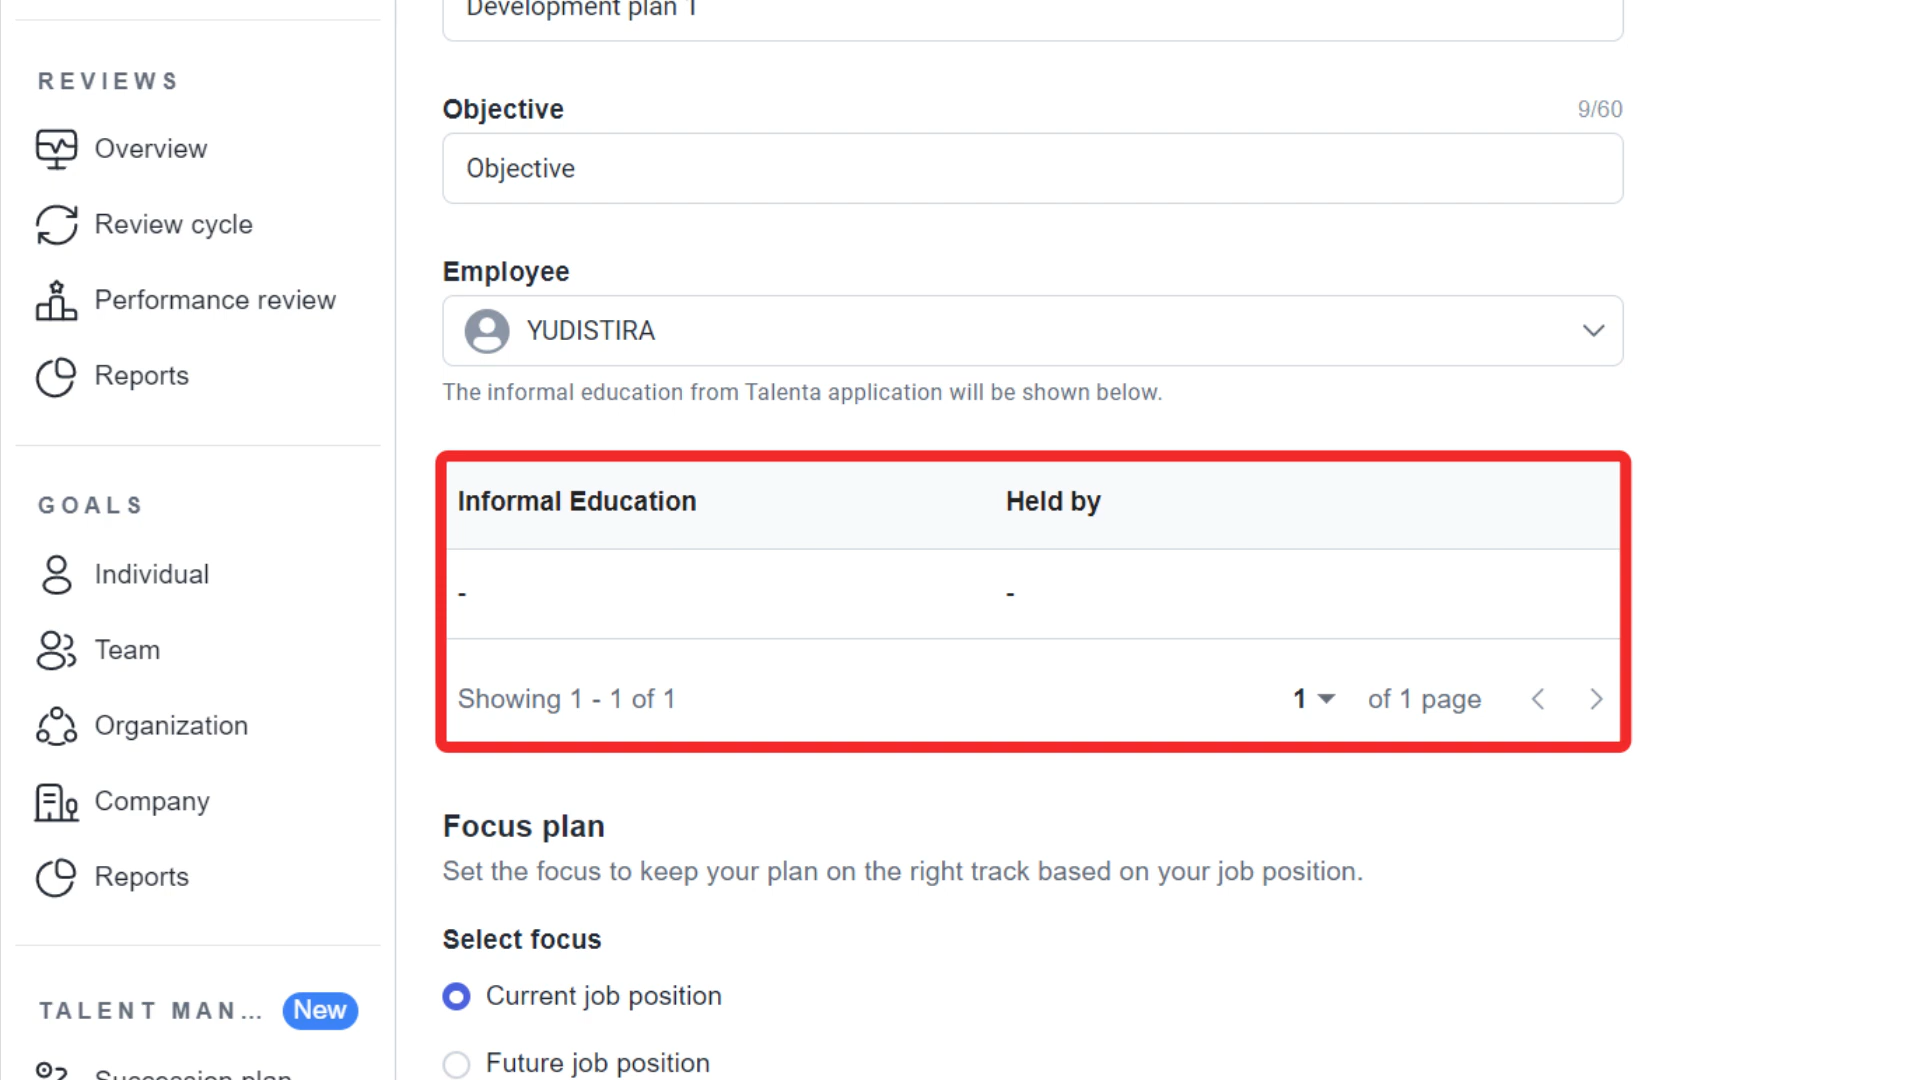 REVIEWS
Overview
Review cycle
Performance review
Reports
GOALS
Individual
Team
Organization
Company
Reports
TALENT MAN... New
Succession plan
Development plan 1
Objective 9/60
Objective
Employee
YUDISTIRA
The informal education from Talenta application will be shown below.
Informal Education Held by
- -
Showing 1 - 1 of 1 1 of 1 page
Focus plan
Set the focus to keep your plan on the right track based on your job position.
Select focus
Current job position
Future job position